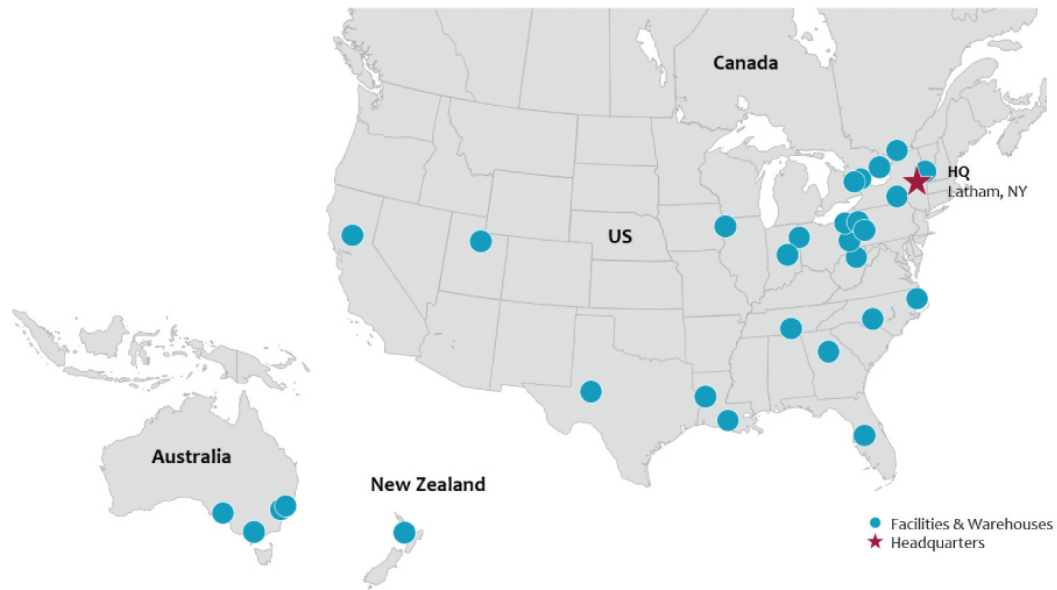 Canada
HQ
Latham, NY
US
Australia
New Zealand
Facilities & Warehouses
Headquarters